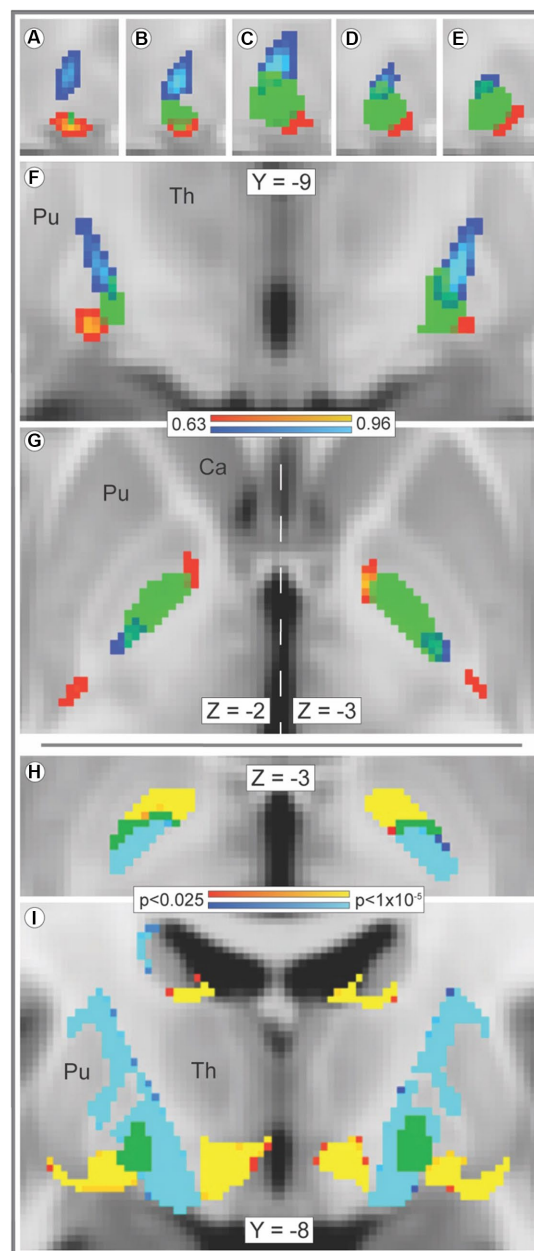 A
B
C
D
E
F
Y = -9
Pu
Th
0.63
0.96
G
Ca
Pu
Z = -2
Z = -3
H
Z = -3
p<0.025
p<1x10⁻⁵
I
Pu
Th
Y = -8